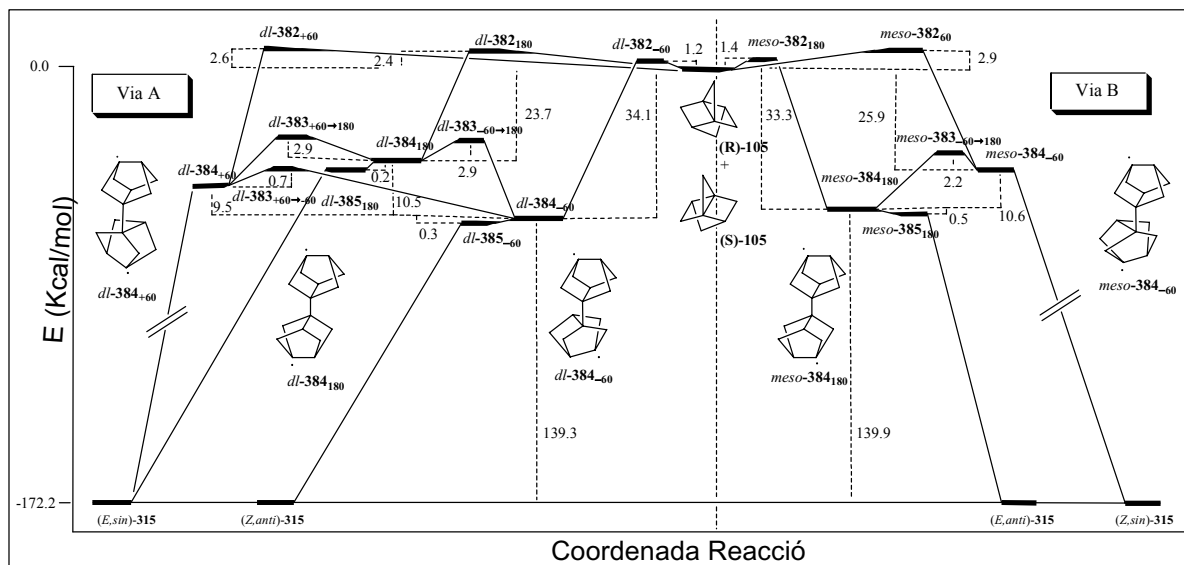 dl-382+60
dl-382180
dl-382–60
meso-382180
meso-38260
2.6
2.4
1.2
1.4
2.9
0.0
Via A
Via B
23.7
34.1
33.3
25.9
dl-383+60→180
dl-384180
dl-383–60→180
meso-383–60→180
(R)-105
+
(S)-105
2.9
2.9
2.2
dl-384+60
0.7
0.2
meso-384180
meso-384–60
dl-383+60→-60
dl-385180
dl-384–60
9.5
10.5
10.6
0.3
dl-385–60
0.5
meso-385180
dl-384+60
meso-384–60
dl-384180
dl-384–60
meso-384180
139.3
139.9
E (Kcal/mol)
-172.2
(E,sin)-315
(Z,anti)-315
(E,anti)-315
(Z,sin)-315
Coordenada Reacció